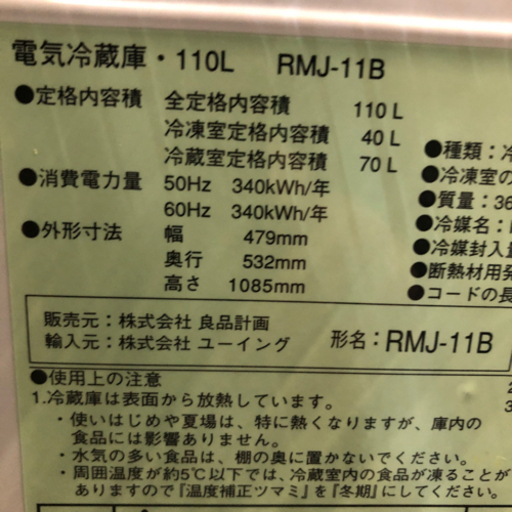 電気冷蔵庫・110L RMJ-11B
●定格内容積 全定格内容積 110 L
冷凍室定格内容積 40 L
冷蔵室定格内容積 70 L
●消費電力量 50Hz 340kWh/年
60Hz 340kWh/年
●外形寸法 幅 479mm
奥行 532mm
高さ 1085mm
●種類：冷
●冷凍室の
●質量：36
●冷媒名：
●冷媒封入量
●断熱材用発
●コードの長
販売元：株式会社 良品計画
輸入元：株式会社 ユーイング
形名：RMJ-11B
●使用上の注意
1.冷蔵庫は表面から放熱しています。
・使いはじめや夏場は、特に熱くなりますが、庫内の
食品には影響ありません。
・水気の多い食品は、棚の奥に置かないでください。
・周囲温度が約5℃以下では、冷蔵室内の食品が凍ることが
ありますので『温度補正ツマミ』を『冬期』にしてください。